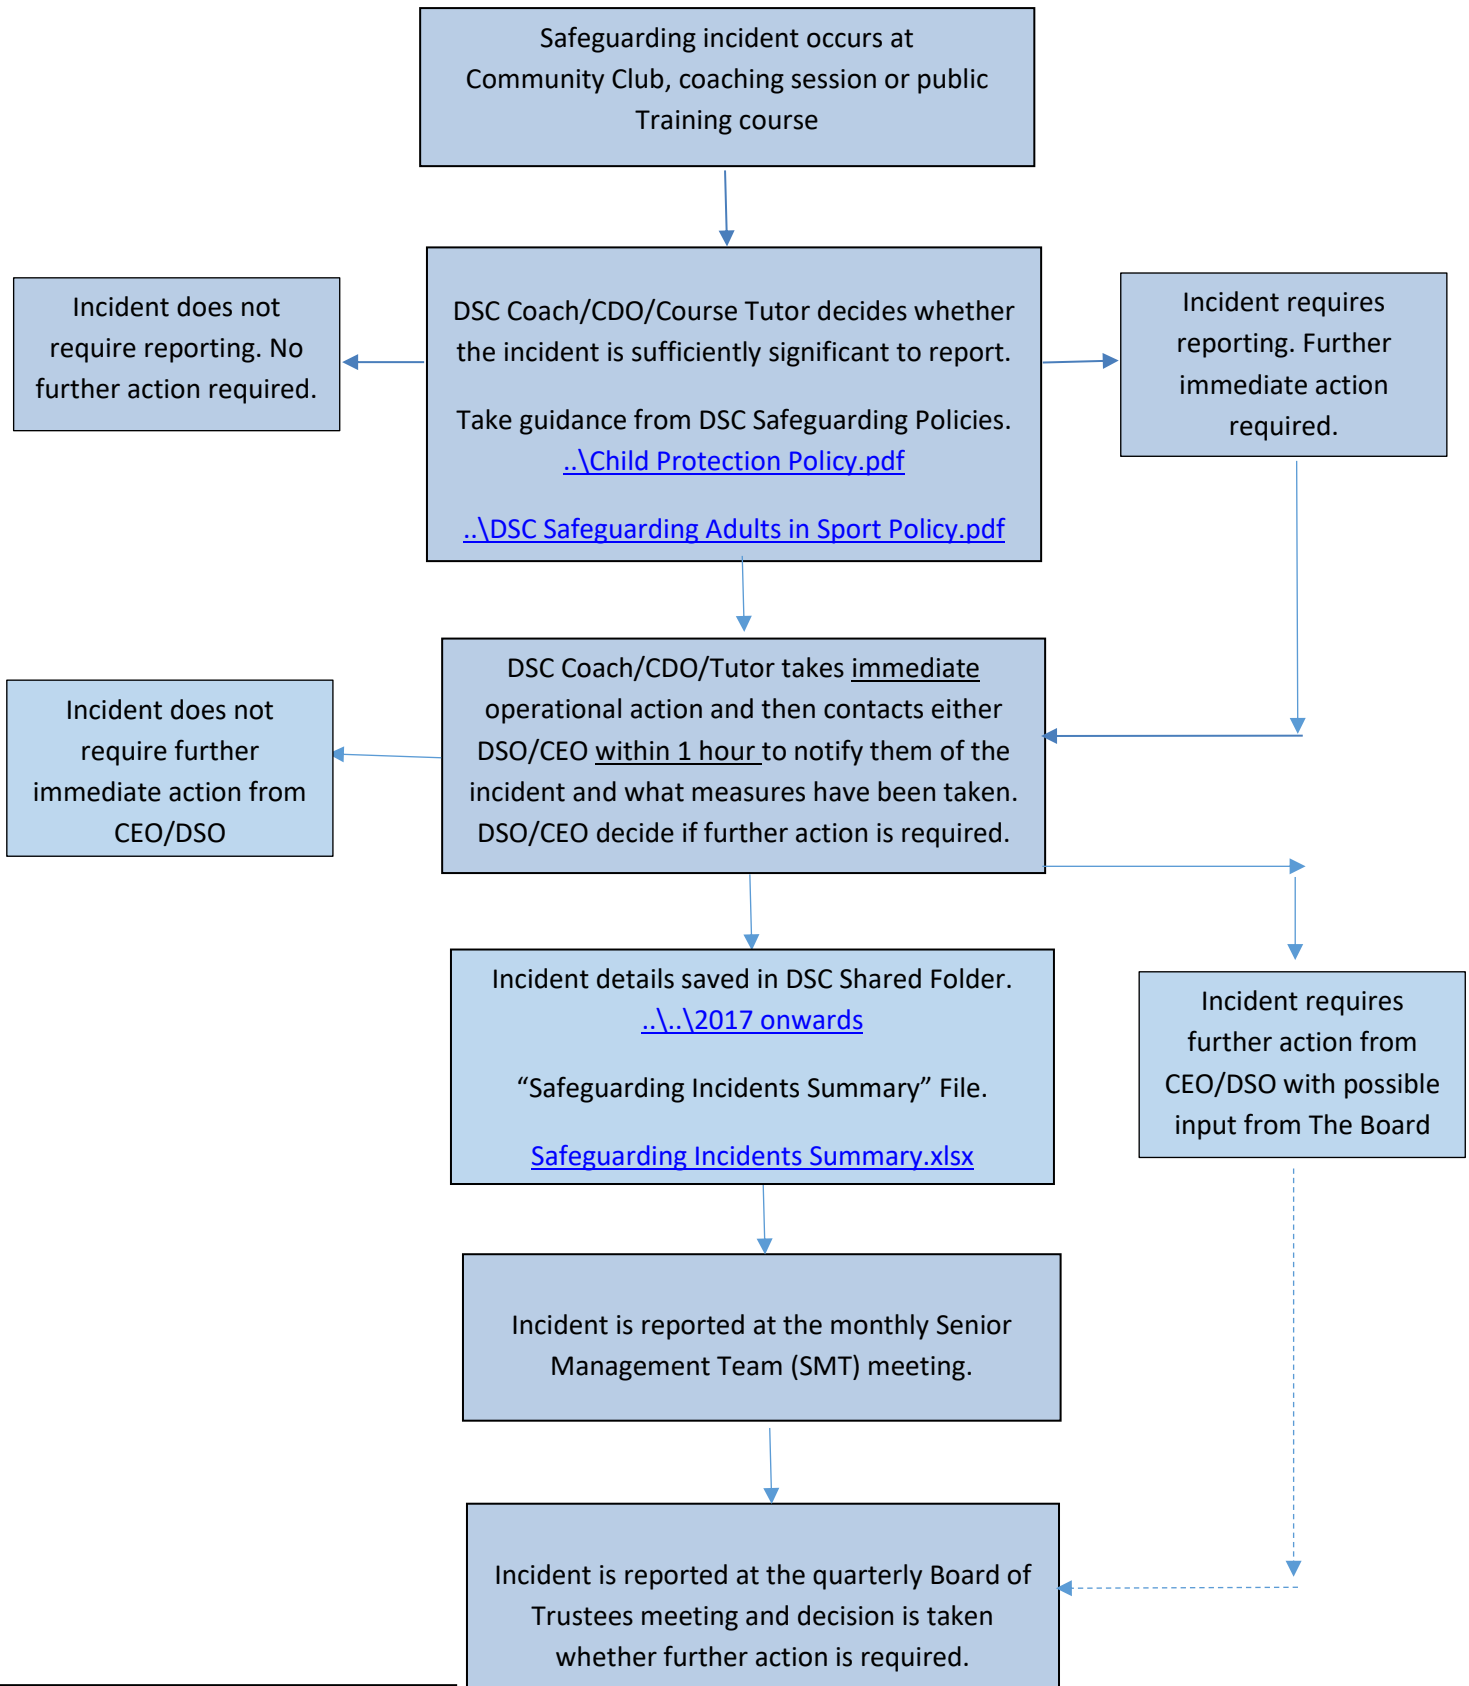 Safeguarding incident occurs at
Community Club, coaching session or public
Training course
Incident does not
require reporting. No
further action required.
DSC Coach/CDO/Course Tutor decides whether
the incident is sufficiently significant to report.
Take guidance from DSC Safeguarding Policies.
..\Child Protection Policy.pdf
..\DSC Safeguarding Adults in Sport Policy.pdf
Incident requires
reporting. Further
immediate action
required.
Incident does not
require further
immediate action from
CEO/DSO
DSC Coach/CDO/Tutor takes immediate
operational action and then contacts either
DSO/CEO within 1 hour to notify them of the
incident and what measures have been taken.
DSO/CEO decide if further action is required.
Incident details saved in DSC Shared Folder.
..\..\2017 onwards
“Safeguarding Incidents Summary” File.
Safeguarding Incidents Summary.xlsx
Incident requires
further action from
CEO/DSO with possible
input from The Board
Incident is reported at the monthly Senior
Management Team (SMT) meeting.
Incident is reported at the quarterly Board of
Trustees meeting and decision is taken
whether further action is required.